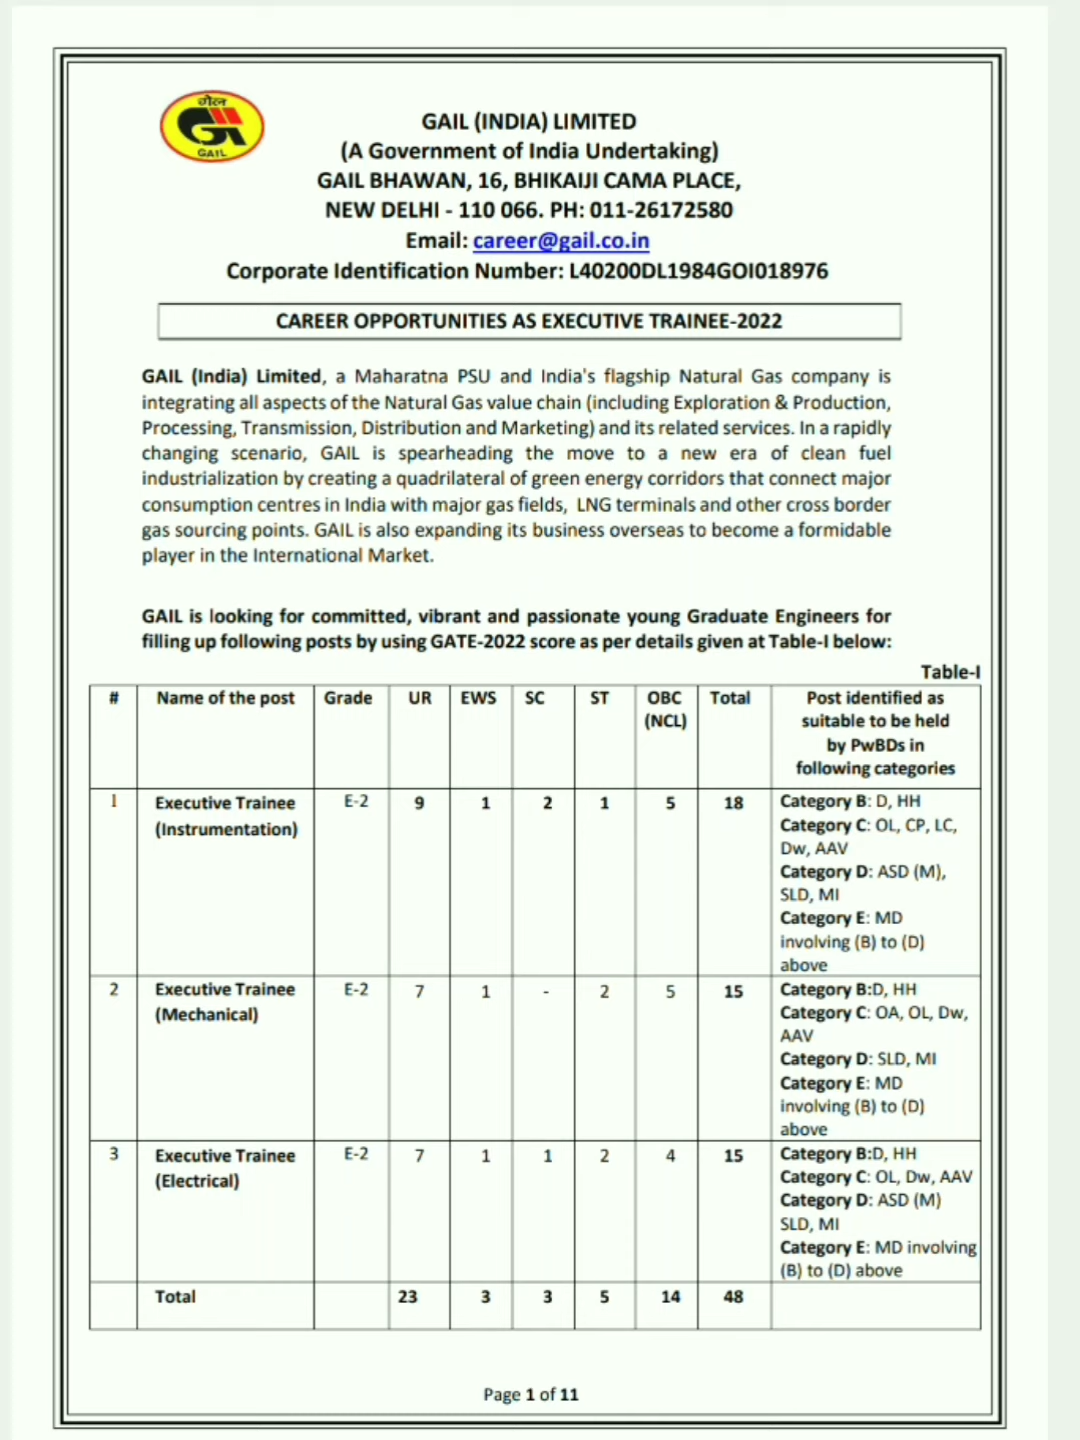 गेल
GAIL
GAIL (INDIA) LIMITED
(A Government of India Undertaking)
GAIL BHAWAN, 16, BHIKAIJI CAMA PLACE,
NEW DELHI - 110 066. PH: 011-26172580
Email: career@gail.co.in
Corporate Identification Number: L40200DL1984GOI018976
CAREER OPPORTUNITIES AS EXECUTIVE TRAINEE-2022
GAIL (India) Limited, a Maharatna PSU and India's flagship Natural Gas company is
integrating all aspects of the Natural Gas value chain (including Exploration & Production,
Processing, Transmission, Distribution and Marketing) and its related services. In a rapidly
changing scenario, GAIL is spearheading the move to a new era of clean fuel
industrialization by creating a quadrilateral of green energy corridors that connect major
consumption centres in India with major gas fields, LNG terminals and other cross border
gas sourcing points. GAIL is also expanding its business overseas to become a formidable
player in the International Market.
GAIL is looking for committed, vibrant and passionate young Graduate Engineers for
filling up following posts by using GATE-2022 score as per details given at Table-I below:
Table-I
# Name of the post Grade UR EWS SC ST OBC Total Post identified as
(NCL) suitable to be held
by PwBDs in
following categories
1 Executive Trainee E-2 9 1 2 1 5 18 Category B: D, HH
(Instrumentation) Category C: OL, CP, LC,
Dw, AAV
Category D: ASD (M),
SLD, MI
Category E: MD
involving (B) to (D)
above
2 Executive Trainee E-2 7 1 - 2 5 15 Category B:D, HH
(Mechanical) Category C: OA, OL, Dw,
AAV
Category D: SLD, MI
Category E: MD
involving (B) to (D)
above
3 Executive Trainee E-2 7 1 1 2 4 15 Category B:D, HH
(Electrical) Category C: OL, Dw, AAV
Category D: ASD (M)
SLD, MI
Category E: MD involving
(B) to (D) above
Total 23 3 3 5 14 48
Page 1 of 11